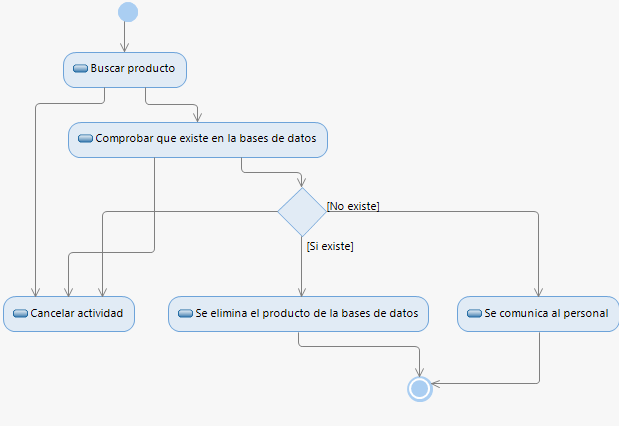 Buscar producto
Comprobar que existe en la bases de datos
[No existe]
[Si existe]
Cancelar actividad
Se elimina el producto de la bases de datos
Se comunica al personal